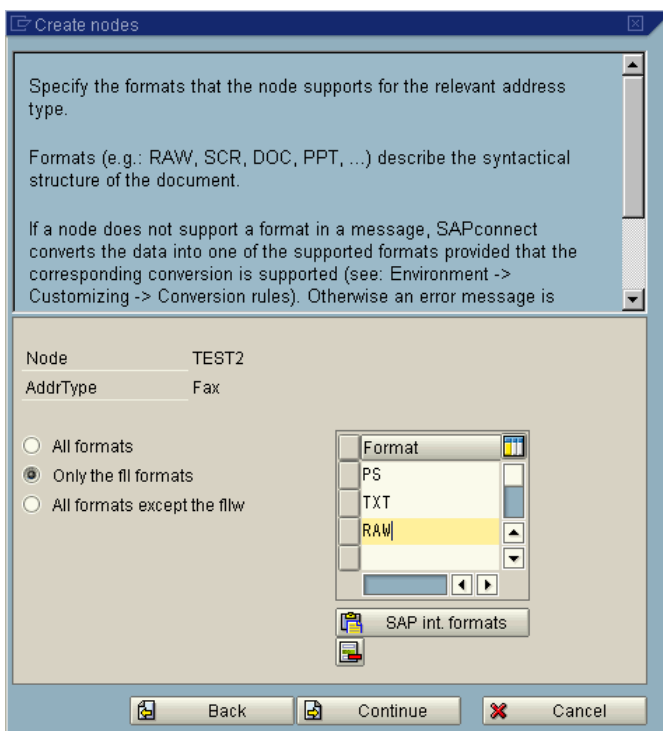 Create nodes
Specify the formats that the node supports for the relevant address
type.
Formats (e.g.: RAW, SCR, DOC, PPT, ...) describe the syntactical
structure of the document.
If a node does not support a format in a message, SAPconnect
converts the data into one of the supported formats provided that the
corresponding conversion is supported (see: Environment ->
Customizing -> Conversion rules). Otherwise an error message is
Node TEST2
AddrType Fax
All formats
Only the fll formats
All formats except the fllw
Format
PS
TXT
RAW
SAP int. formats
Back Continue Cancel